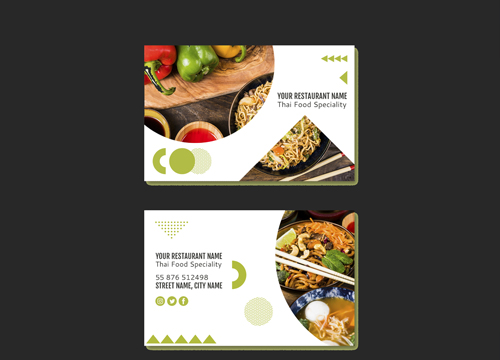 YOUR RESTAURANT NAME
Thai Food Speciality
YOUR RESTAURANT NAME
Thai Food Speciality
55 876 512498
STREET NAME, CITY NAME